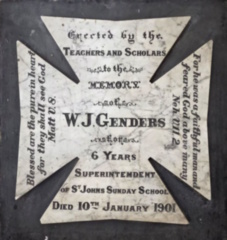 Erected by the
TEACHERS AND SCHOLARS
to the
MEMORY
of
W.J. GENDERS
for
6 YEARS
SUPERINTENDENT
OF ST JOHNS SUNDAY SCHOOL
DIED 10TH JANUARY 1901
Blessed are the pure in heart
for they shall see God.
Matt V.8.
For he was a faithful man and
feared God above many
Neh VII 2